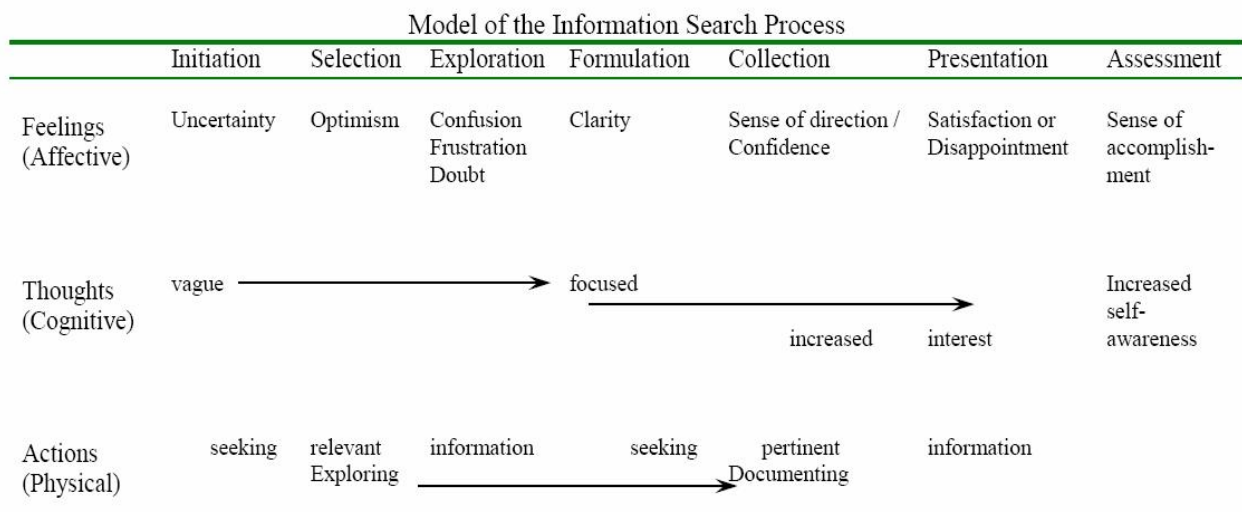 Model of the Information Search Process
Initiation Selection Exploration Formulation Collection Presentation Assessment
Feelings (Affective)
Uncertainty
Optimism
Confusion
Frustration
Doubt
Clarity
Sense of direction /
Confidence
Satisfaction or
Disappointment
Sense of
accomplish-
ment
Thoughts
(Cognitive)
vague
focused
increased interest
Increased
self-
awareness
Actions
(Physical)
seeking relevant information seeking pertinent information
Exploring Documenting